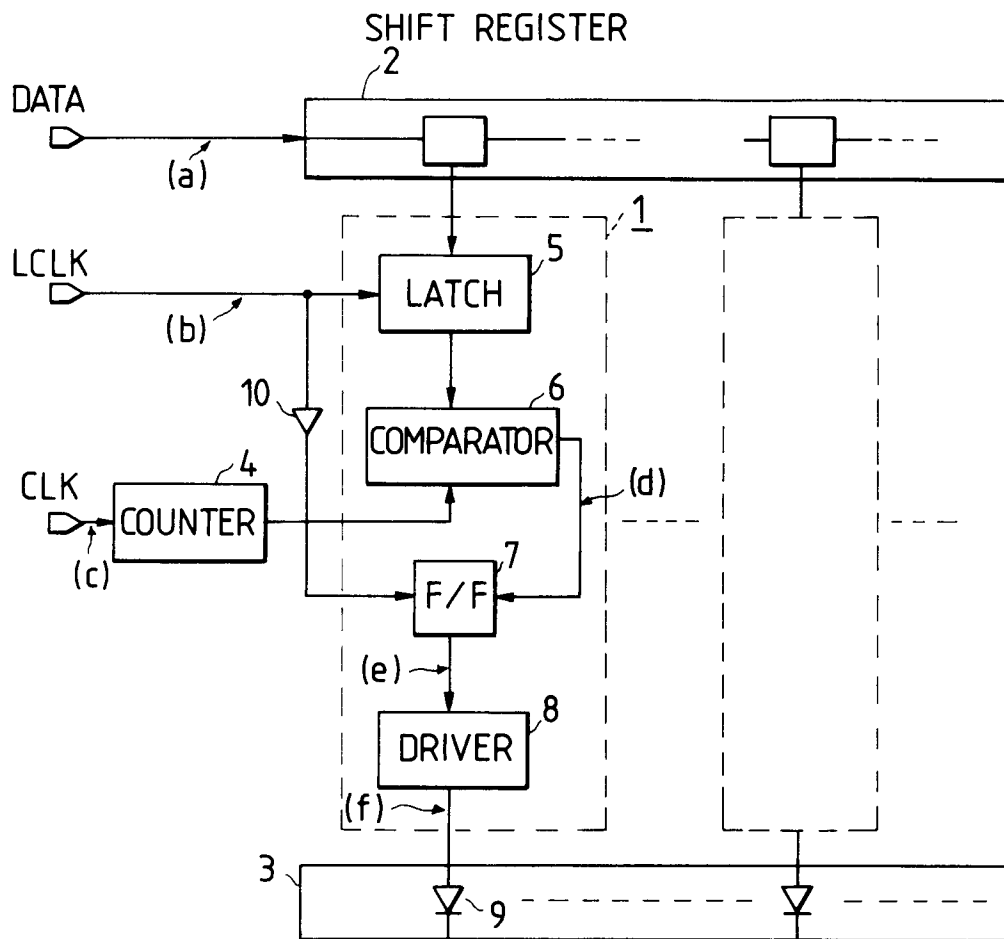 SHIFT REGISTER
2
DATA
(a)
1
LCLK
5
LATCH
(b)
10
6
COMPARATOR
4
CLK
COUNTER
(d)
(c)
7
F/F
(e)
8
DRIVER
(f)
3
9